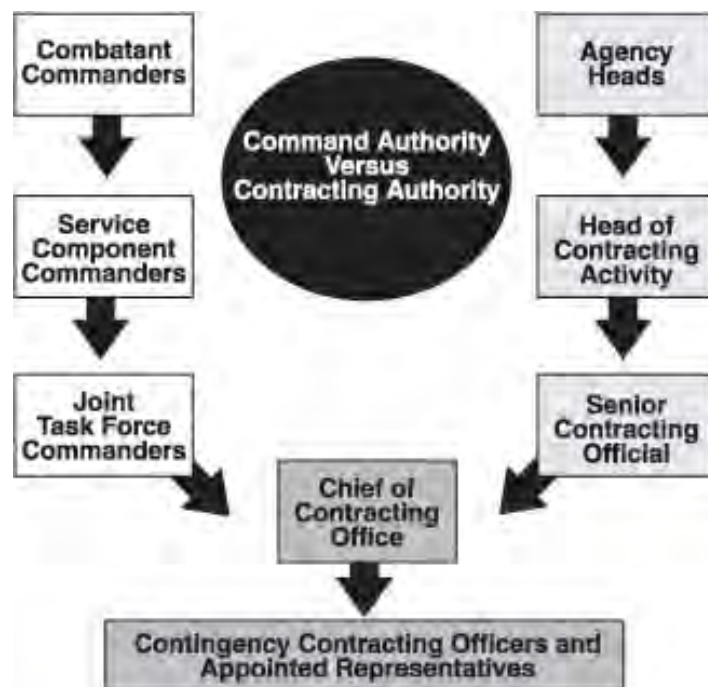 Combatant
Commanders
Agency
Heads
Command Authority
Versus
Contracting Authority
Service
Component
Commanders
Head of
Contracting
Activity
Joint
Task Force
Commanders
Senior
Contracting
Official
Chief of
Contracting
Office
Contingency Contracting Officers and
Appointed Representatives